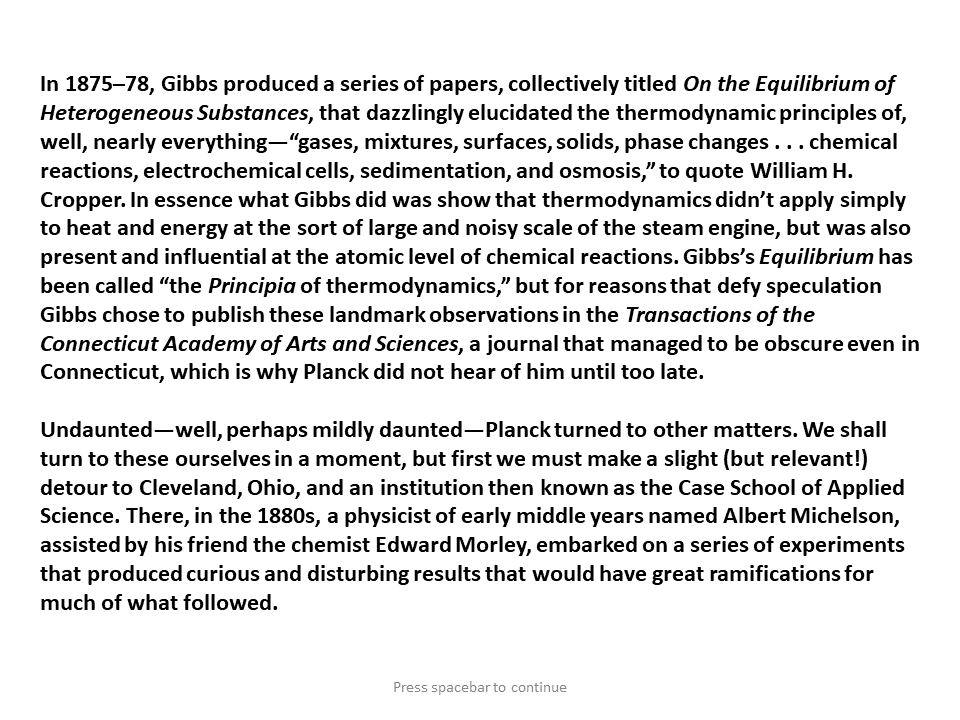 In 1875–78, Gibbs produced a series of papers, collectively titled On the Equilibrium of
Heterogeneous Substances, that dazzlingly elucidated the thermodynamic principles of,
well, nearly everything—“gases, mixtures, surfaces, solids, phase changes . . . chemical
reactions, electrochemical cells, sedimentation, and osmosis,” to quote William H.
Cropper. In essence what Gibbs did was show that thermodynamics didn’t apply simply
to heat and energy at the sort of large and noisy scale of the steam engine, but was also
present and influential at the atomic level of chemical reactions. Gibbs’s Equilibrium has
been called “the Principia of thermodynamics,” but for reasons that defy speculation
Gibbs chose to publish these landmark observations in the Transactions of the
Connecticut Academy of Arts and Sciences, a journal that managed to be obscure even in
Connecticut, which is why Planck did not hear of him until too late.
Undaunted—well, perhaps mildly daunted—Planck turned to other matters. We shall
turn to these ourselves in a moment, but first we must make a slight (but relevant!)
detour to Cleveland, Ohio, and an institution then known as the Case School of Applied
Science. There, in the 1880s, a physicist of early middle years named Albert Michelson,
assisted by his friend the chemist Edward Morley, embarked on a series of experiments
that produced curious and disturbing results that would have great ramifications for
much of what followed.
Press spacebar to continue